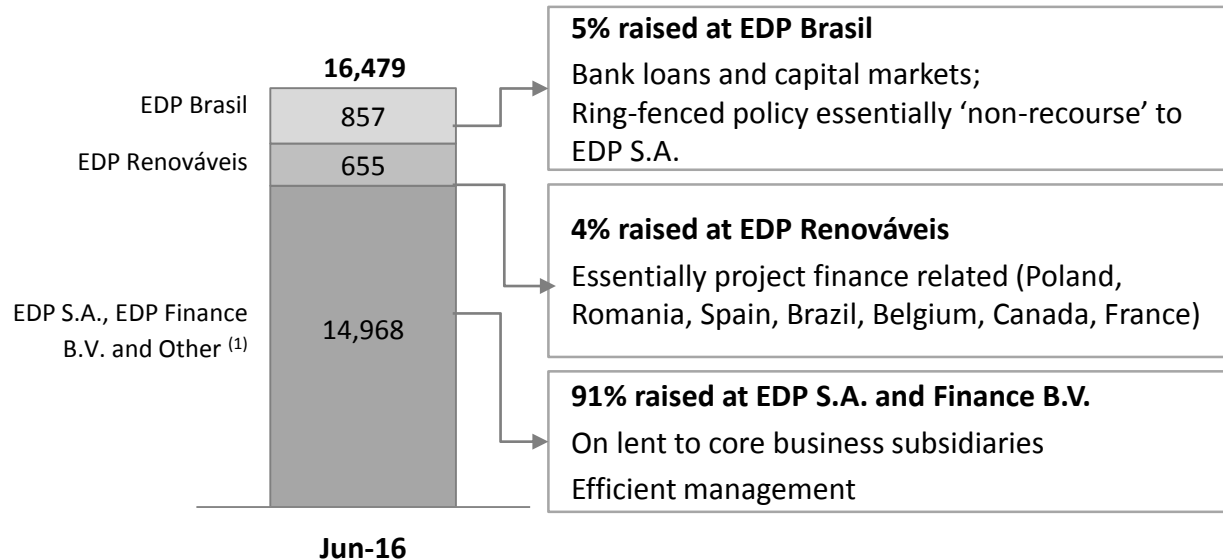 16,479
EDP Brasil
857
EDP Renováveis
655
EDP S.A., EDP Finance
B.V. and Other (1)
14,968
Jun-16
5% raised at EDP Brasil
Bank loans and capital markets;
Ring-fenced policy essentially ‘non-recourse’ to
EDP S.A.
4% raised at EDP Renováveis
Essentially project finance related (Poland,
Romania, Spain, Brazil, Belgium, Canada, France)
91% raised at EDP S.A. and Finance B.V.
On lent to core business subsidiaries
Efficient management